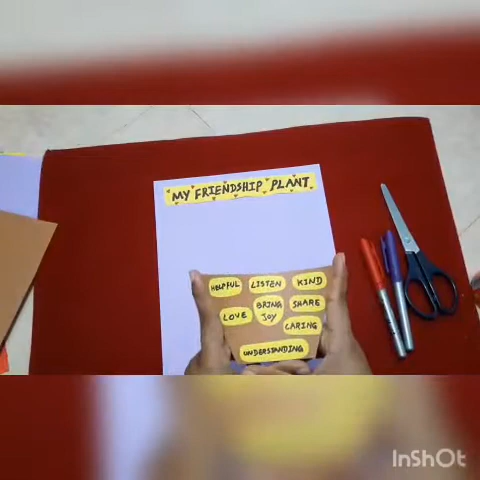 MY FRIENDSHIP PLANT
HELPFUL LISTEN KIND
LOVE BRING JOY SHARE
CARING
UNDERSTANDING
InShOt